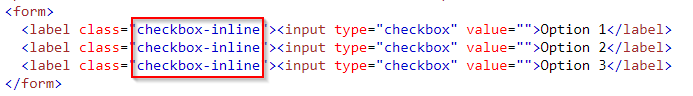 <form>
<label class="checkbox-inline"><input type="checkbox" value="">Option 1</label>
<label class="checkbox-inline"><input type="checkbox" value="">Option 2</label>
<label class="checkbox-inline"><input type="checkbox" value="">Option 3</label>
</form>